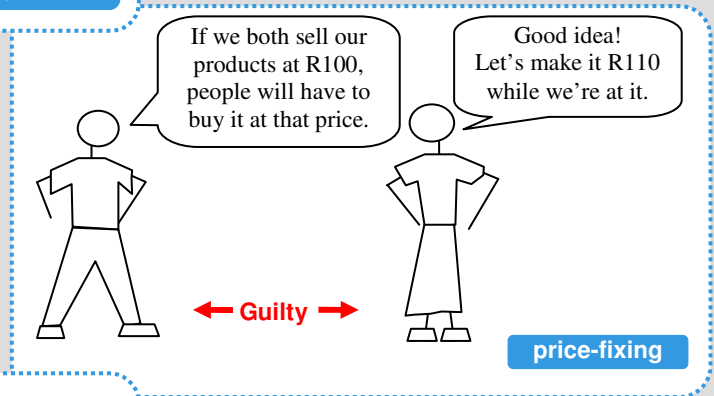 If we both sell our
products at R100,
people will have to
buy it at that price.
Good idea!
Let's make it R110
while we're at it.
Guilty
price-fixing